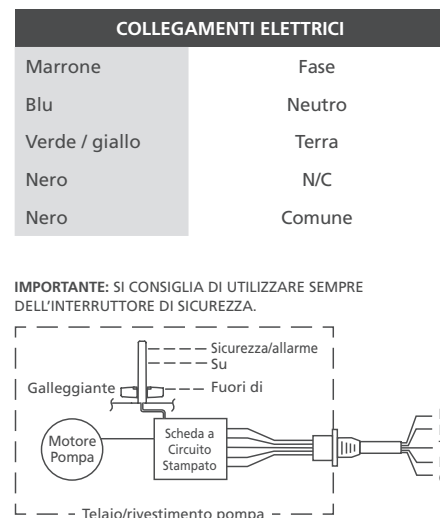 COLLEGAMENTI ELETTRICI
Marrone Fase
Blu Neutro
Verde / giallo Terra
Nero N/C
Nero Comune
IMPORTANTE: SI CONSIGLIA DI UTILIZZARE SEMPRE
DELL'INTERRUTTORE DI SICUREZZA.
Sicurezza/allarme
Su
Galleggiante Fuori di
Motore
Pompa
Scheda a
Circuito
Stampato
Telaio/rivestimento pompa